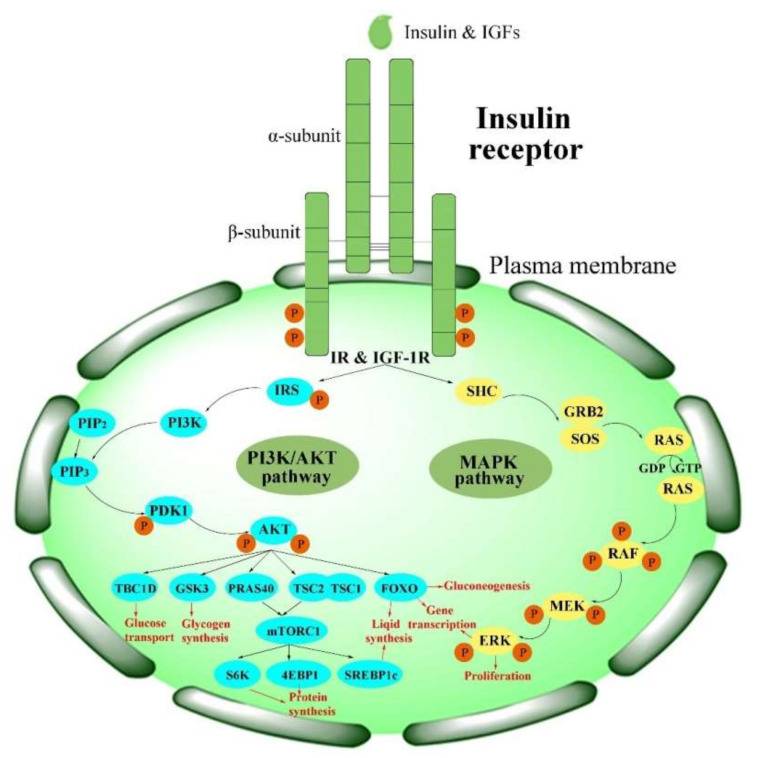 Insulin & IGFs
α-subunit
Insulin
receptor
β-subunit
Plasma membrane
P
P
P
P
IR & IGF-1R
IRS
P
SHC
PIP2
PI3K
GRB2
SOS
RAS
PI3K/AKT
pathway
MAPK
pathway
PIP3
GDP
GTP
RAS
PDK1
P
AKT
P
P
P
RAF
P
P
TBC1D
GSK3
PRAS40
TSC2
TSC1
FOXO
Gluconeogenesis
MEK
P
P
Glucose
transport
Glycogen
synthesis
mTORC1
Liqid
synthesis
Gene
transcription
ERK
P
P
S6K
4EBP1
SREBP1c
Proliferation
Protein
synthesis